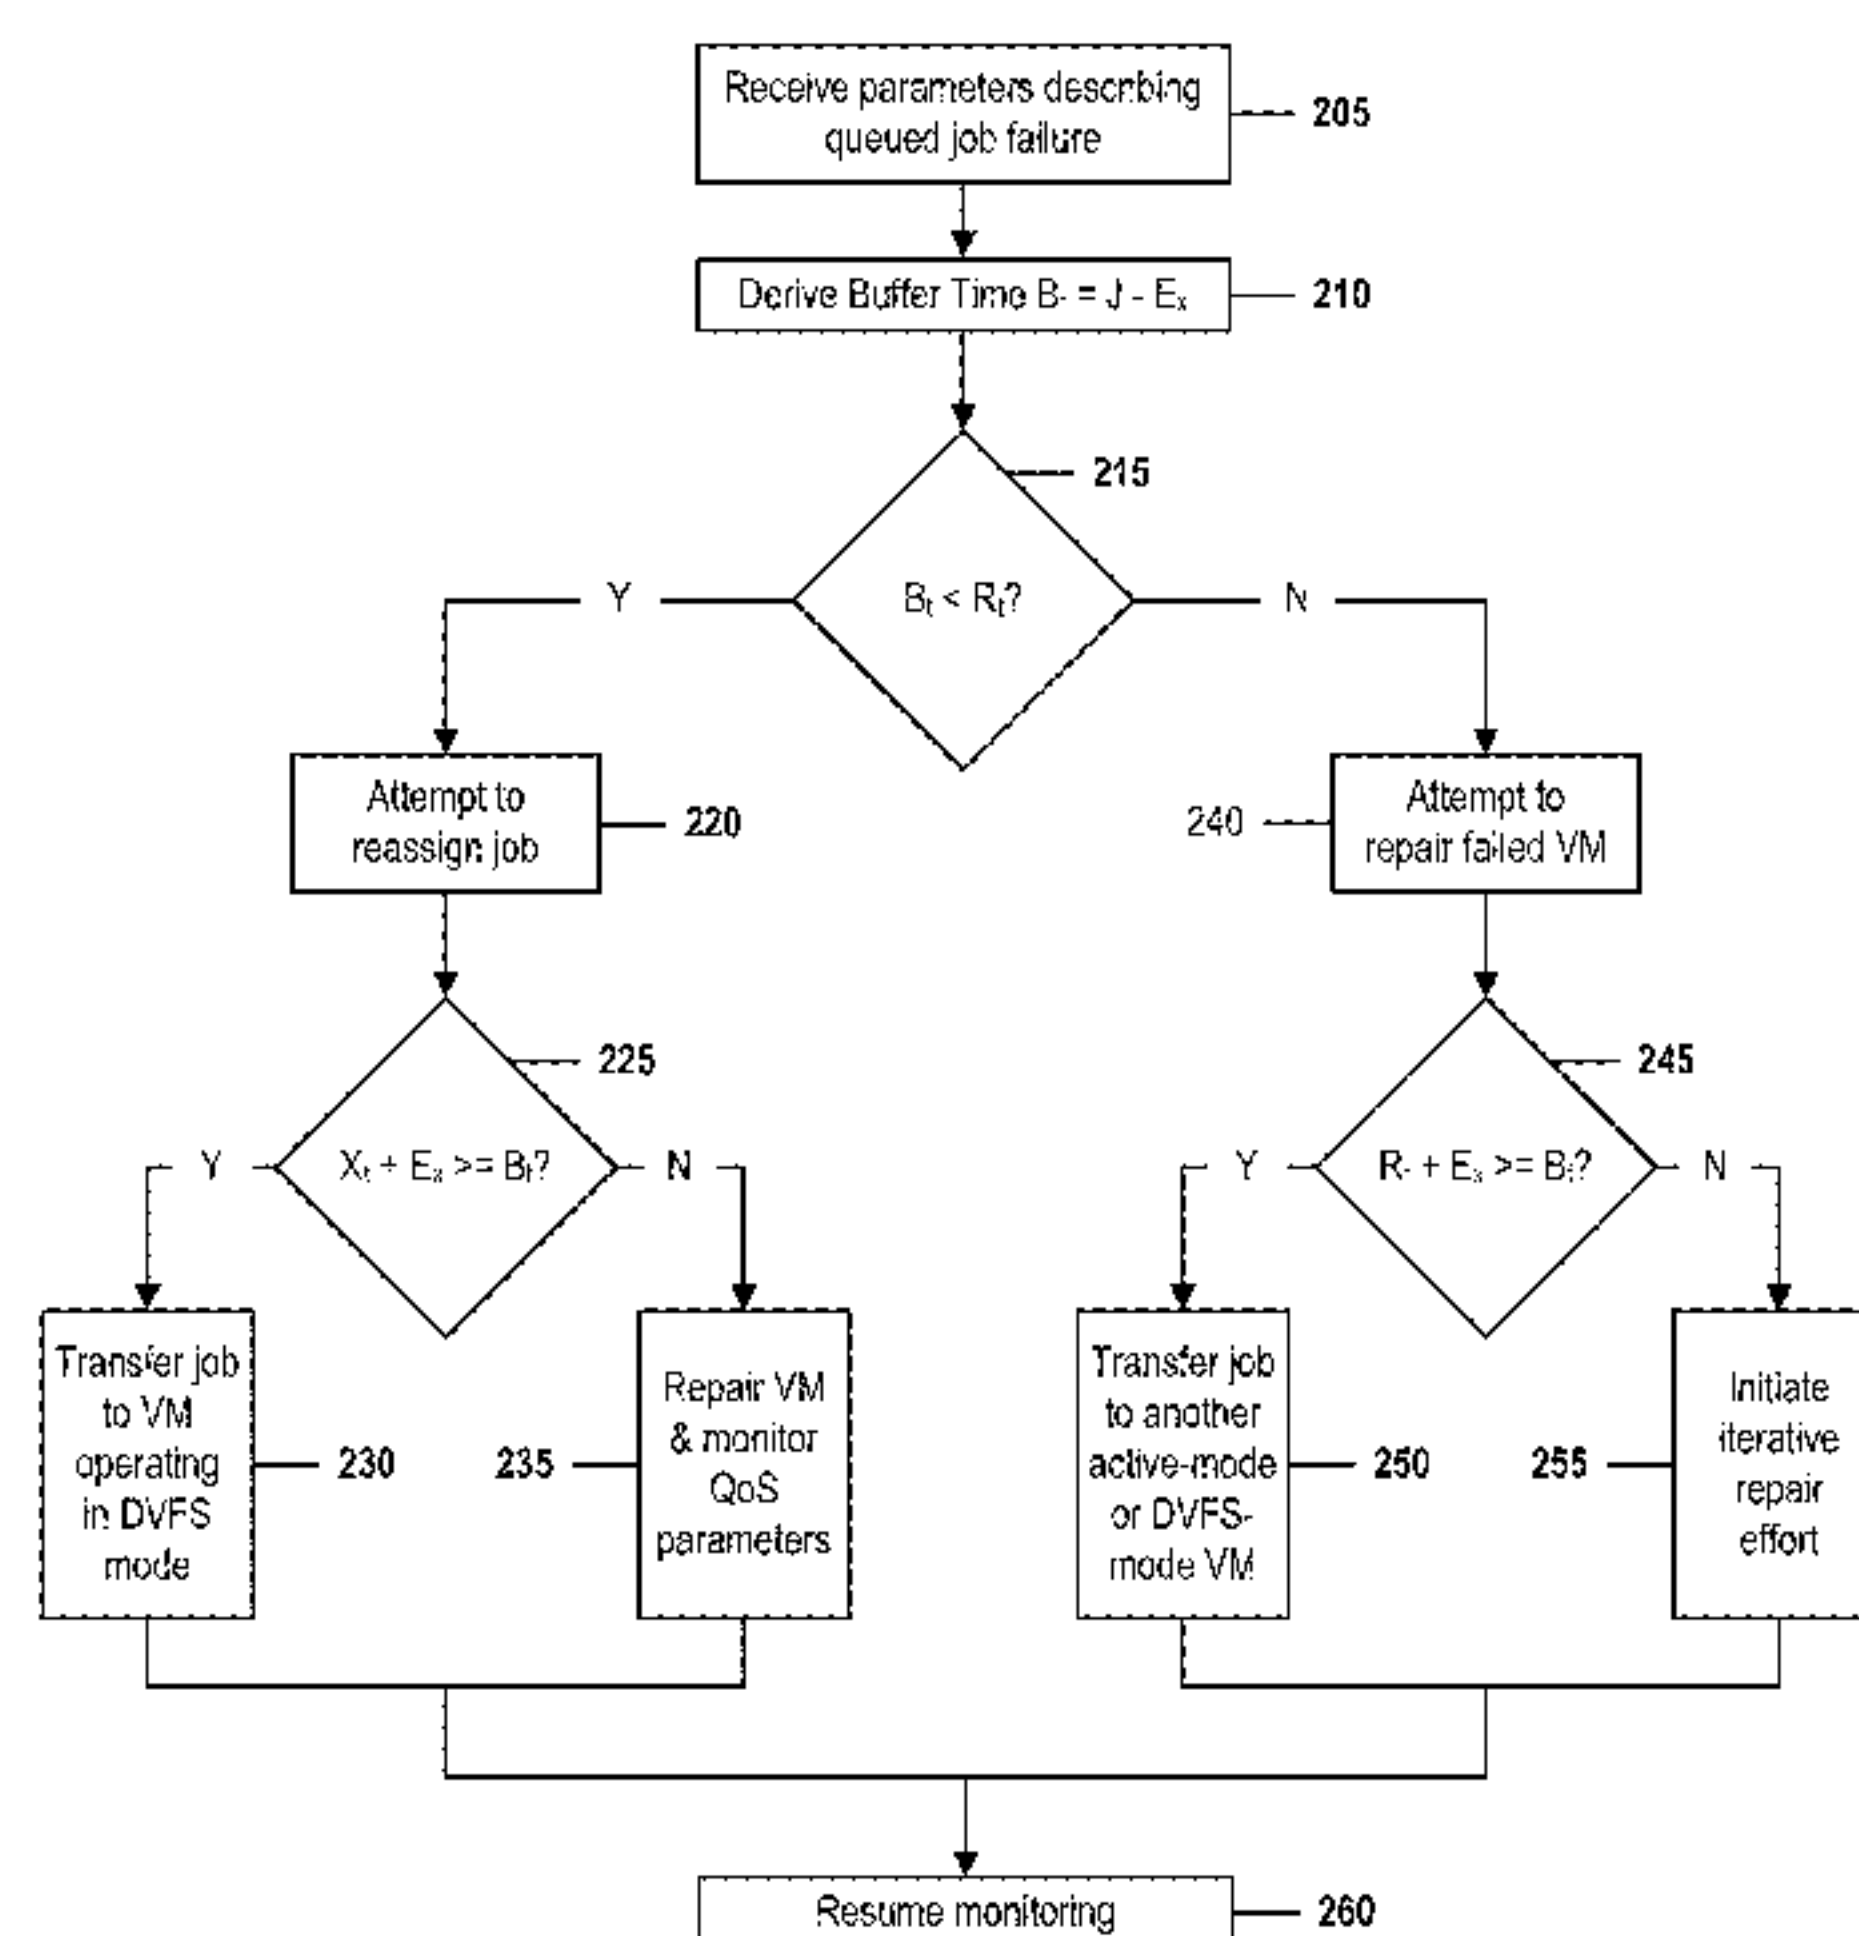 Receive parameters describing
queued job failure
205
Derive Buffer Time Bₜ = J - Eₓ
210
215
Bₜ < Rₜ?
Y
N
Attempt to
reassign job
220
240
Attempt to
repair failed VM
225
245
Xₜ + Eₓ >= Bₜ?
Y
N
Rₜ + Eₓ >= Bₜ?
Y
N
Transfer job
to VM
operating
in DVFS
mode
230
235
Repair VM
& monitor
QoS
parameters
Transfer job
to another
active-mode
or DVFS-
mode VM
250
255
Initiate
iterative
repair
effort
Resume monitoring
260